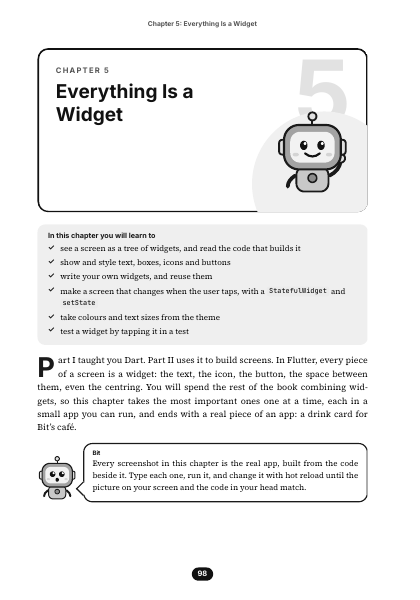 Chapter 5: Everything Is a Widget
CHAPTER 5
5
Everything Is a
Widget
In this chapter you will learn to
✓ see a screen as a tree of widgets, and read the code that builds it
✓ show and style text, boxes, icons and buttons
✓ write your own widgets, and reuse them
✓ make a screen that changes when the user taps, with a StatefulWidget and
setState
✓ take colours and text sizes from the theme
✓ test a widget by tapping it in a test
Part I taught you Dart. Part II uses it to build screens. In Flutter, every piece
of a screen is a widget: the text, the icon, the button, the space between
them, even the centring. You will spend the rest of the book combining wid-
gets, so this chapter takes the most important ones one at a time, each in a
small app you can run, and ends with a real piece of an app: a drink card for
Bit's café.
Bit
Every screenshot in this chapter is the real app, built from the code
beside it. Type each one, run it, and change it with hot reload until the
picture on your screen and the code in your head match.
98